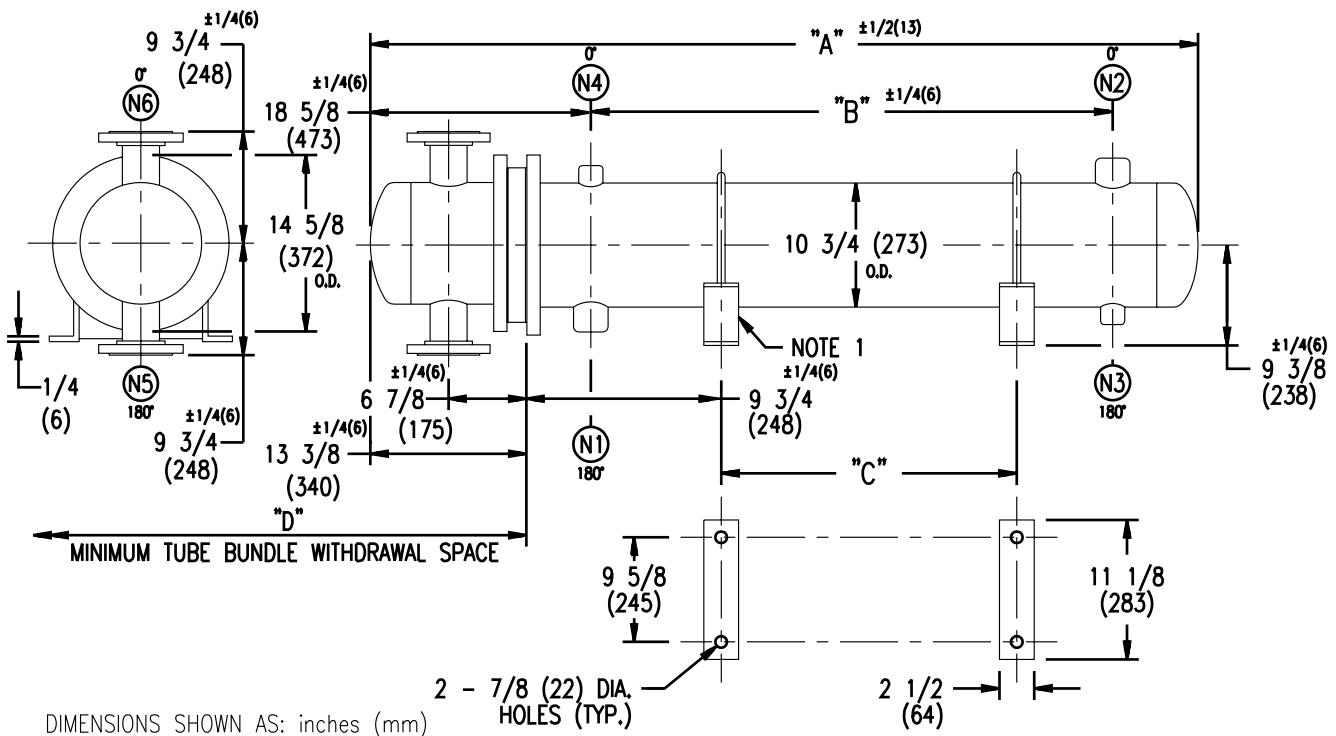 ±1/4(6)
9 3/4
(248)
0°
N6
±1/4(6)
18 5/8
(473)
14 5/8
(372)
O.D.
1/4
(6)
N5
180°
±1/4(6)
9 3/4
(248)
"A" ±1/2(13)
0°
N4
"B" ±1/4(6)
0°
N2
10 3/4 (273)
O.D.
NOTE 1
±1/4(6)
6 7/8
(175)
±1/4(6)
13 3/8
(340)
±1/4(6)
9 3/4
(248)
N1
180°
N3
180°
±1/4(6)
9 3/8
(238)
"C"
"D"
MINIMUM TUBE BUNDLE WITHDRAWAL SPACE
9 5/8
(245)
11 1/8
(283)
2 - 7/8 (22) DIA.
HOLES (TYP.)
2 1/2
(64)
DIMENSIONS SHOWN AS: inches (mm)